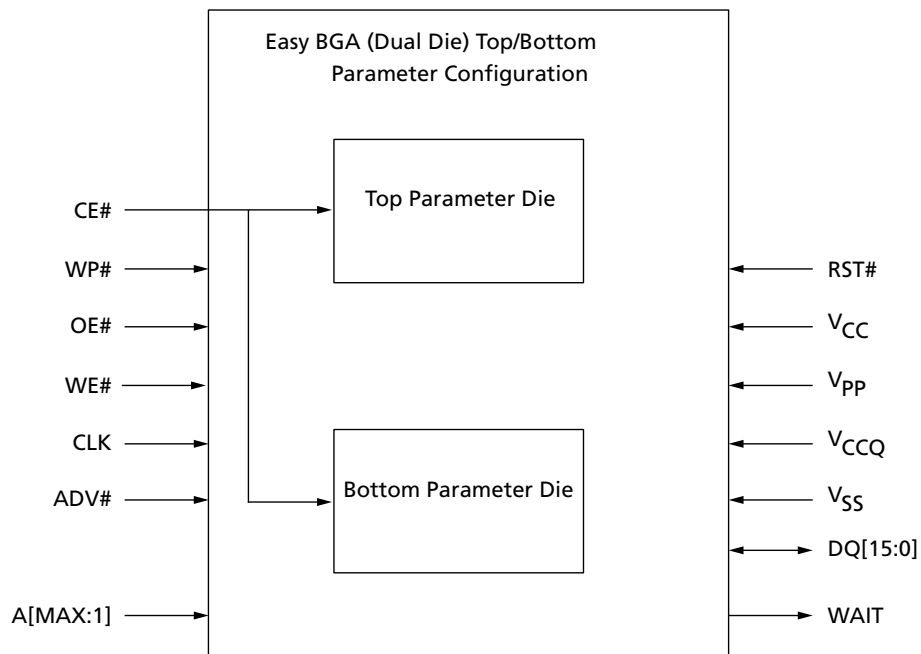 Easy BGA (Dual Die) Top/Bottom
Parameter Configuration
Top Parameter Die
Bottom Parameter Die
CE#
WP#
OE#
WE#
CLK
ADV#
A[MAX:1]
RST#
VCC
VPP
VCCQ
VSS
DQ[15:0]
WAIT